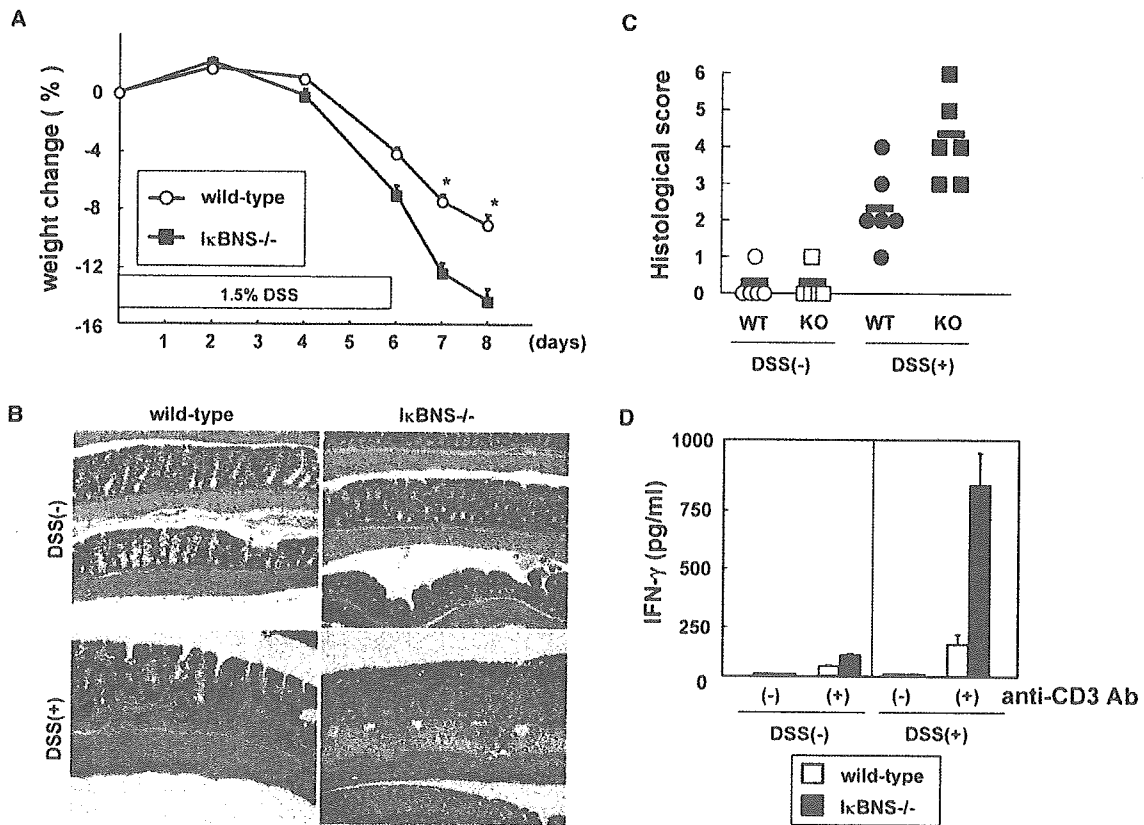 A
weight change ( % )
0
-4
-8
-12
-16
wild-type
IκBNS-/-
1.5% DSS
1 2 3 4 5 6 7 8 (days)
*
*
B
wild-type IκBNS-/-
DSS(-)
DSS(+)
C
Histological score
6
5
4
3
2
1
0
WT KO WT KO
DSS(-) DSS(+)
D
IFN-γ (pg/ml)
1000
750
500
250
0
(-) (+) (-) (+) anti-CD3 Ab
DSS(-) DSS(+)
wild-type
IκBNS-/-